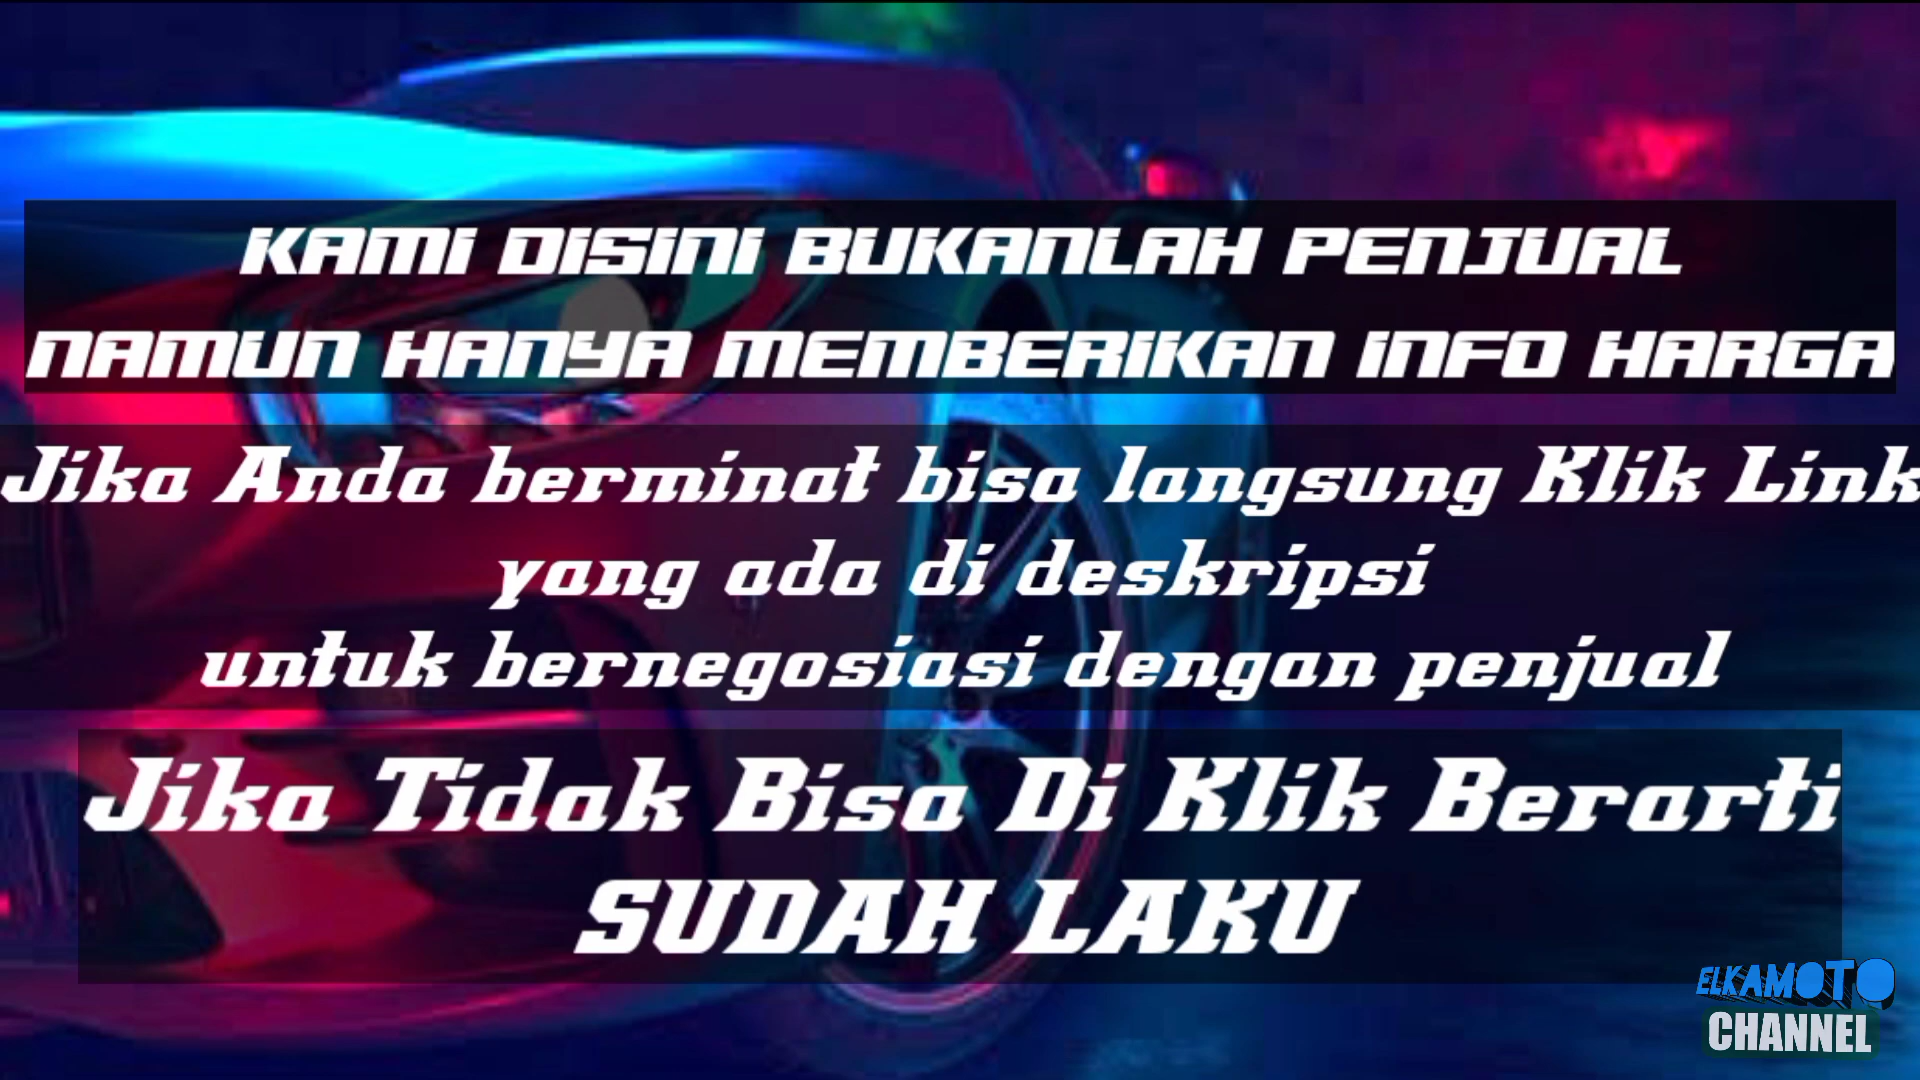 KAMI DISINI BUKANLAH PENJUAL
NAMUN HANYA MEMBERIKAN INFO HARGA
Jika Anda berminat bisa langsung Klik Link
yang ada di deskripsi
untuk bernegosiasi dengan penjual
Jika Tidak Bisa Di Klik Berarti
SUDAH LAKU
ELKAMOTO
CHANNEL